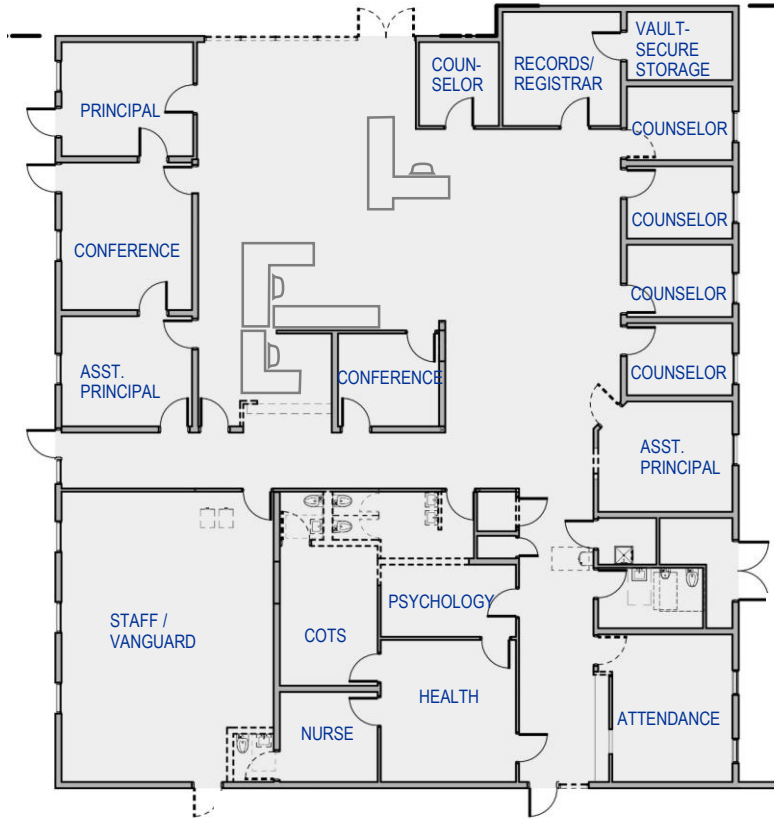 VAULT-
SECURE
STORAGE
COUN-
SELOR
RECORDS/
REGISTRAR
PRINCIPAL
COUNSELOR
COUNSELOR
CONFERENCE
COUNSELOR
ASST.
PRINCIPAL
CONFERENCE
COUNSELOR
ASST.
PRINCIPAL
PSYCHOLOGY
STAFF /
VANGUARD
COTS
HEALTH
NURSE
ATTENDANCE